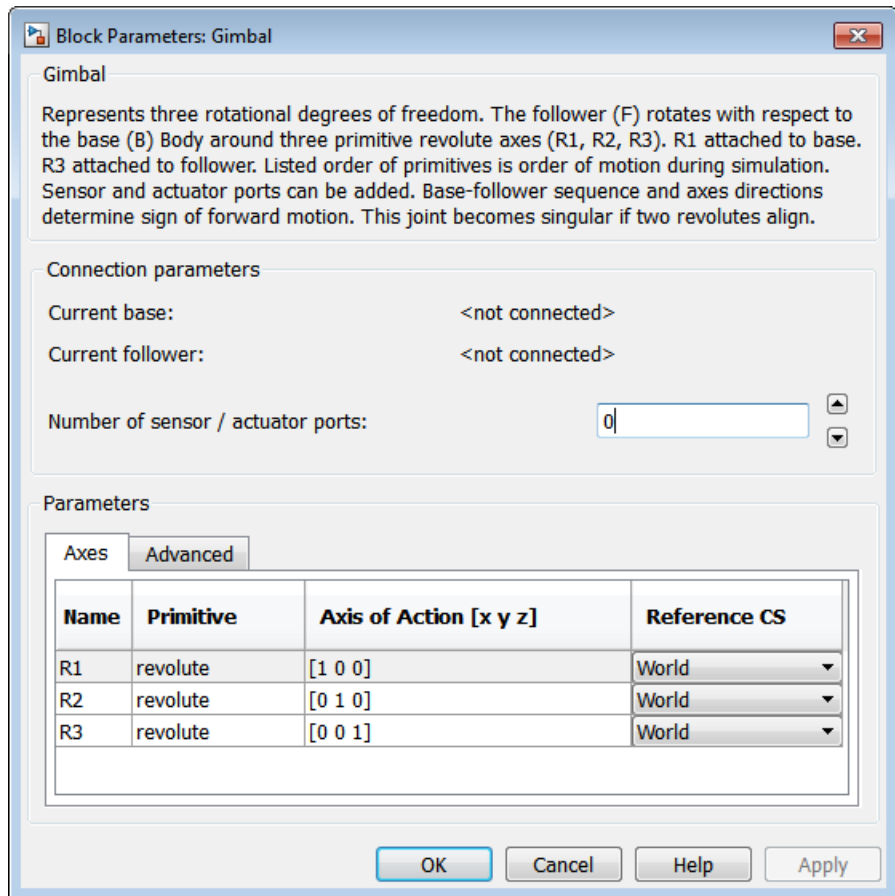 Block Parameters: Gimbal
Gimbal
Represents three rotational degrees of freedom. The follower (F) rotates with respect to
the base (B) Body around three primitive revolute axes (R1, R2, R3). R1 attached to base.
R3 attached to follower. Listed order of primitives is order of motion during simulation.
Sensor and actuator ports can be added. Base-follower sequence and axes directions
determine sign of forward motion. This joint becomes singular if two revolutes align.
Connection parameters
Current base: <not connected>
Current follower: <not connected>
Number of sensor / actuator ports: 0
Parameters
Axes Advanced
Name Primitive Axis of Action [x y z] Reference CS
R1 revolute [1 0 0] World
R2 revolute [0 1 0] World
R3 revolute [0 0 1] World
OK Cancel Help Apply